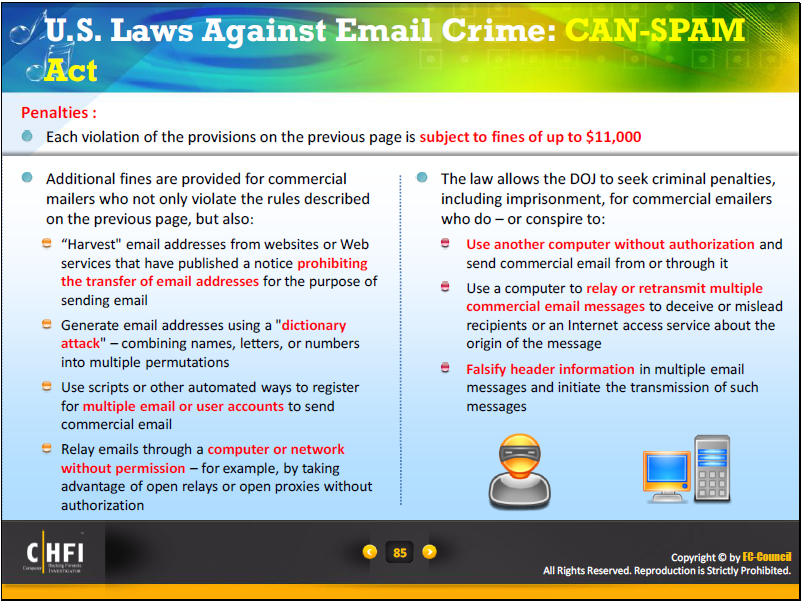 U.S. Laws Against Email Crime: CAN-SPAM
Act
Penalties :
Each violation of the provisions on the previous page is subject to fines of up to $11,000
Additional fines are provided for commercial
mailers who not only violate the rules described
on the previous page, but also:
“Harvest" email addresses from websites or Web
services that have published a notice prohibiting
the transfer of email addresses for the purpose of
sending email
Generate email addresses using a "dictionary
attack" – combining names, letters, or numbers
into multiple permutations
Use scripts or other automated ways to register
for multiple email or user accounts to send
commercial email
Relay emails through a computer or network
without permission – for example, by taking
advantage of open relays or open proxies without
authorization
The law allows the DOJ to seek criminal penalties,
including imprisonment, for commercial emailers
who do – or conspire to:
Use another computer without authorization and
send commercial email from or through it
Use a computer to relay or retransmit multiple
commercial email messages to deceive or mislead
recipients or an Internet access service about the
origin of the message
Falsify header information in multiple email
messages and initiate the transmission of such
messages
CHFI
Computer Hacking Forensic
INVESTIGATOR
85
Copyright © by EC-Council
All Rights Reserved. Reproduction is Strictly Prohibited.